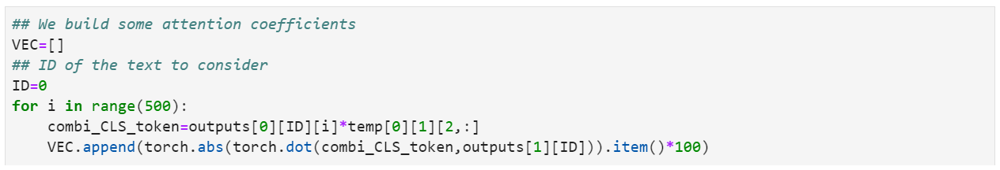 ## We build some attention coefficients
VEC=[]
## ID of the text to consider
ID=0
for i in range(500):
    combi_CLS_token=outputs[0][ID][i]*temp[0][1][2,:]
    VEC.append(torch.abs(torch.dot(combi_CLS_token,outputs[1][ID])).item()*100)